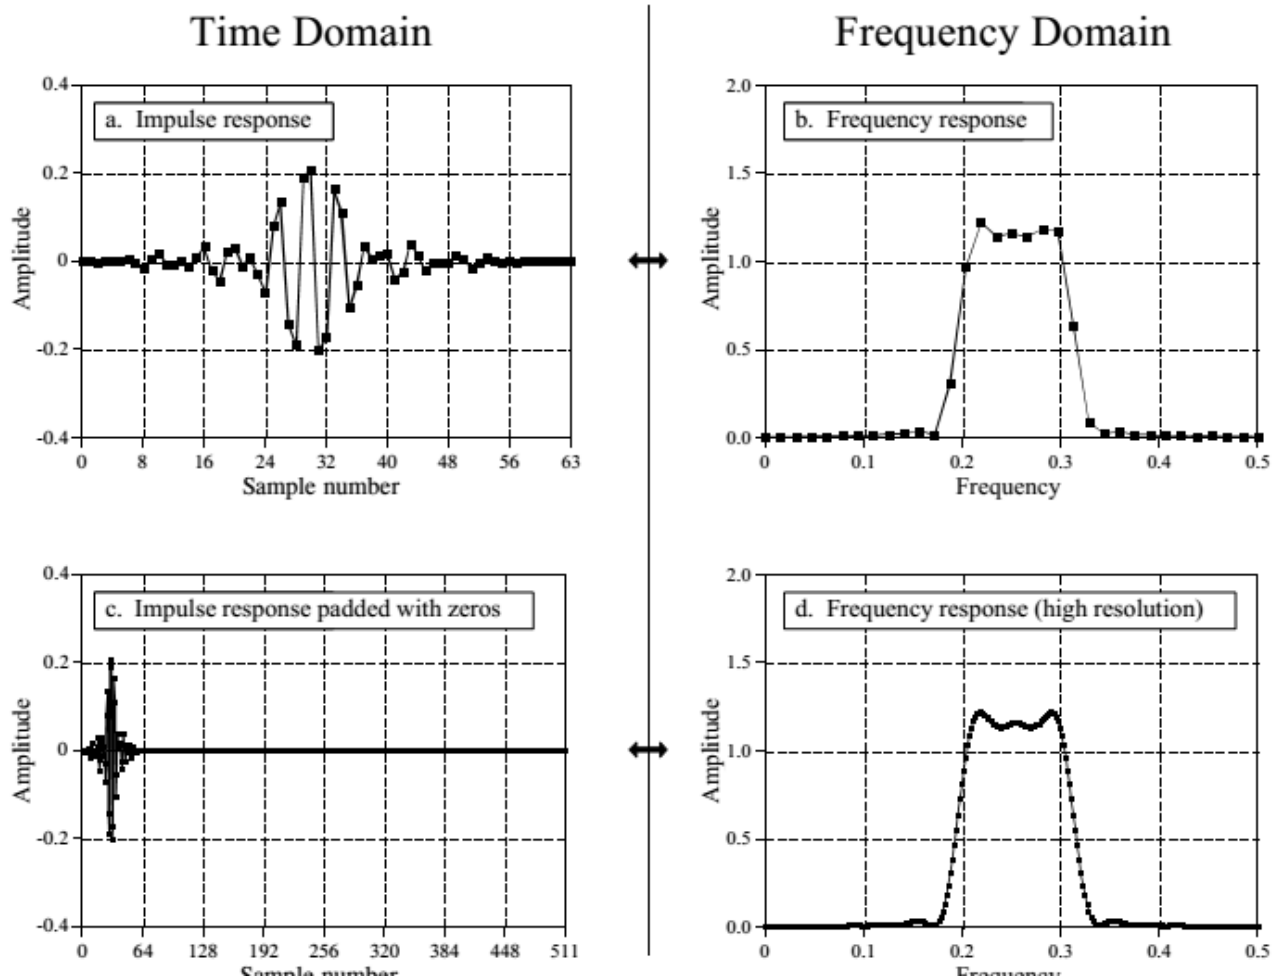 Time Domain
Frequency Domain
0.4
a. Impulse response
0.2
0
-0.2
-0.4
Amplitude
0 8 16 24 32 40 48 56 63
Sample number
2.0
b. Frequency response
1.5
1.0
0.5
0.0
Amplitude
0 0.1 0.2 0.3 0.4 0.5
Frequency
0.4
c. Impulse response padded with zeros
0.2
0
-0.2
-0.4
Amplitude
0 64 128 192 256 320 384 448 511
Sample number
2.0
d. Frequency response (high resolution)
1.5
1.0
0.5
0.0
Amplitude
0 0.1 0.2 0.3 0.4 0.5
Frequency